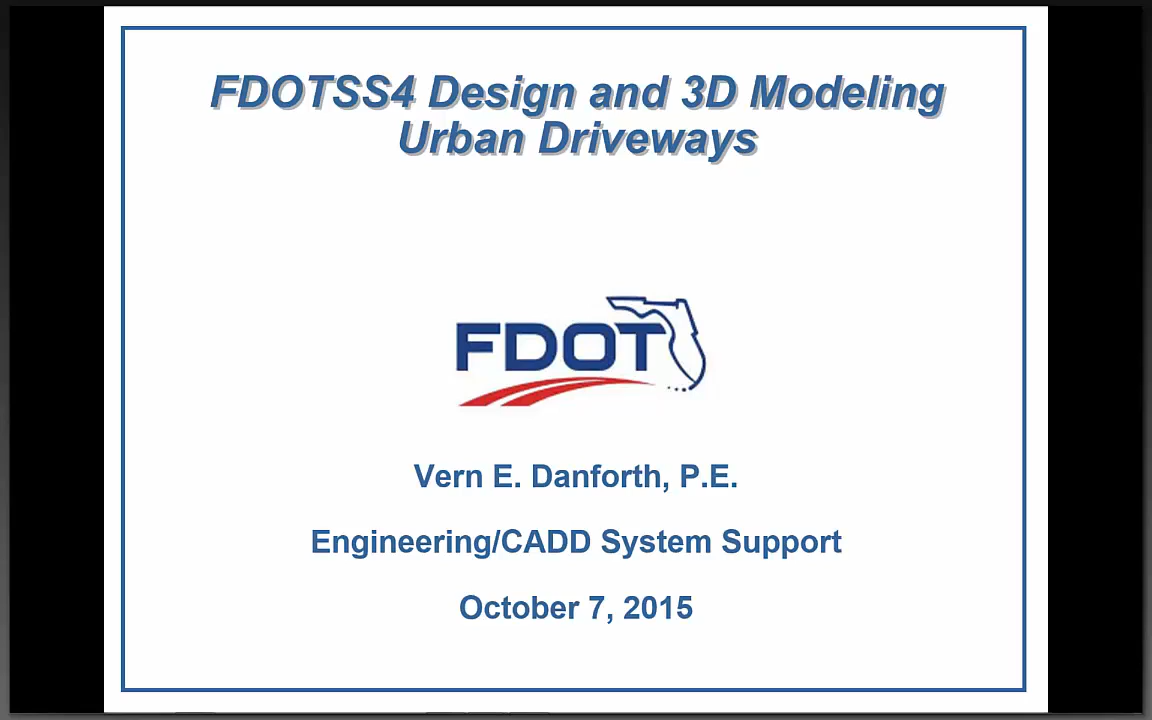 FDOTSS4 Design and 3D Modeling
Urban Driveways
FDOT
Vern E. Danforth, P.E.
Engineering/CADD System Support
October 7, 2015